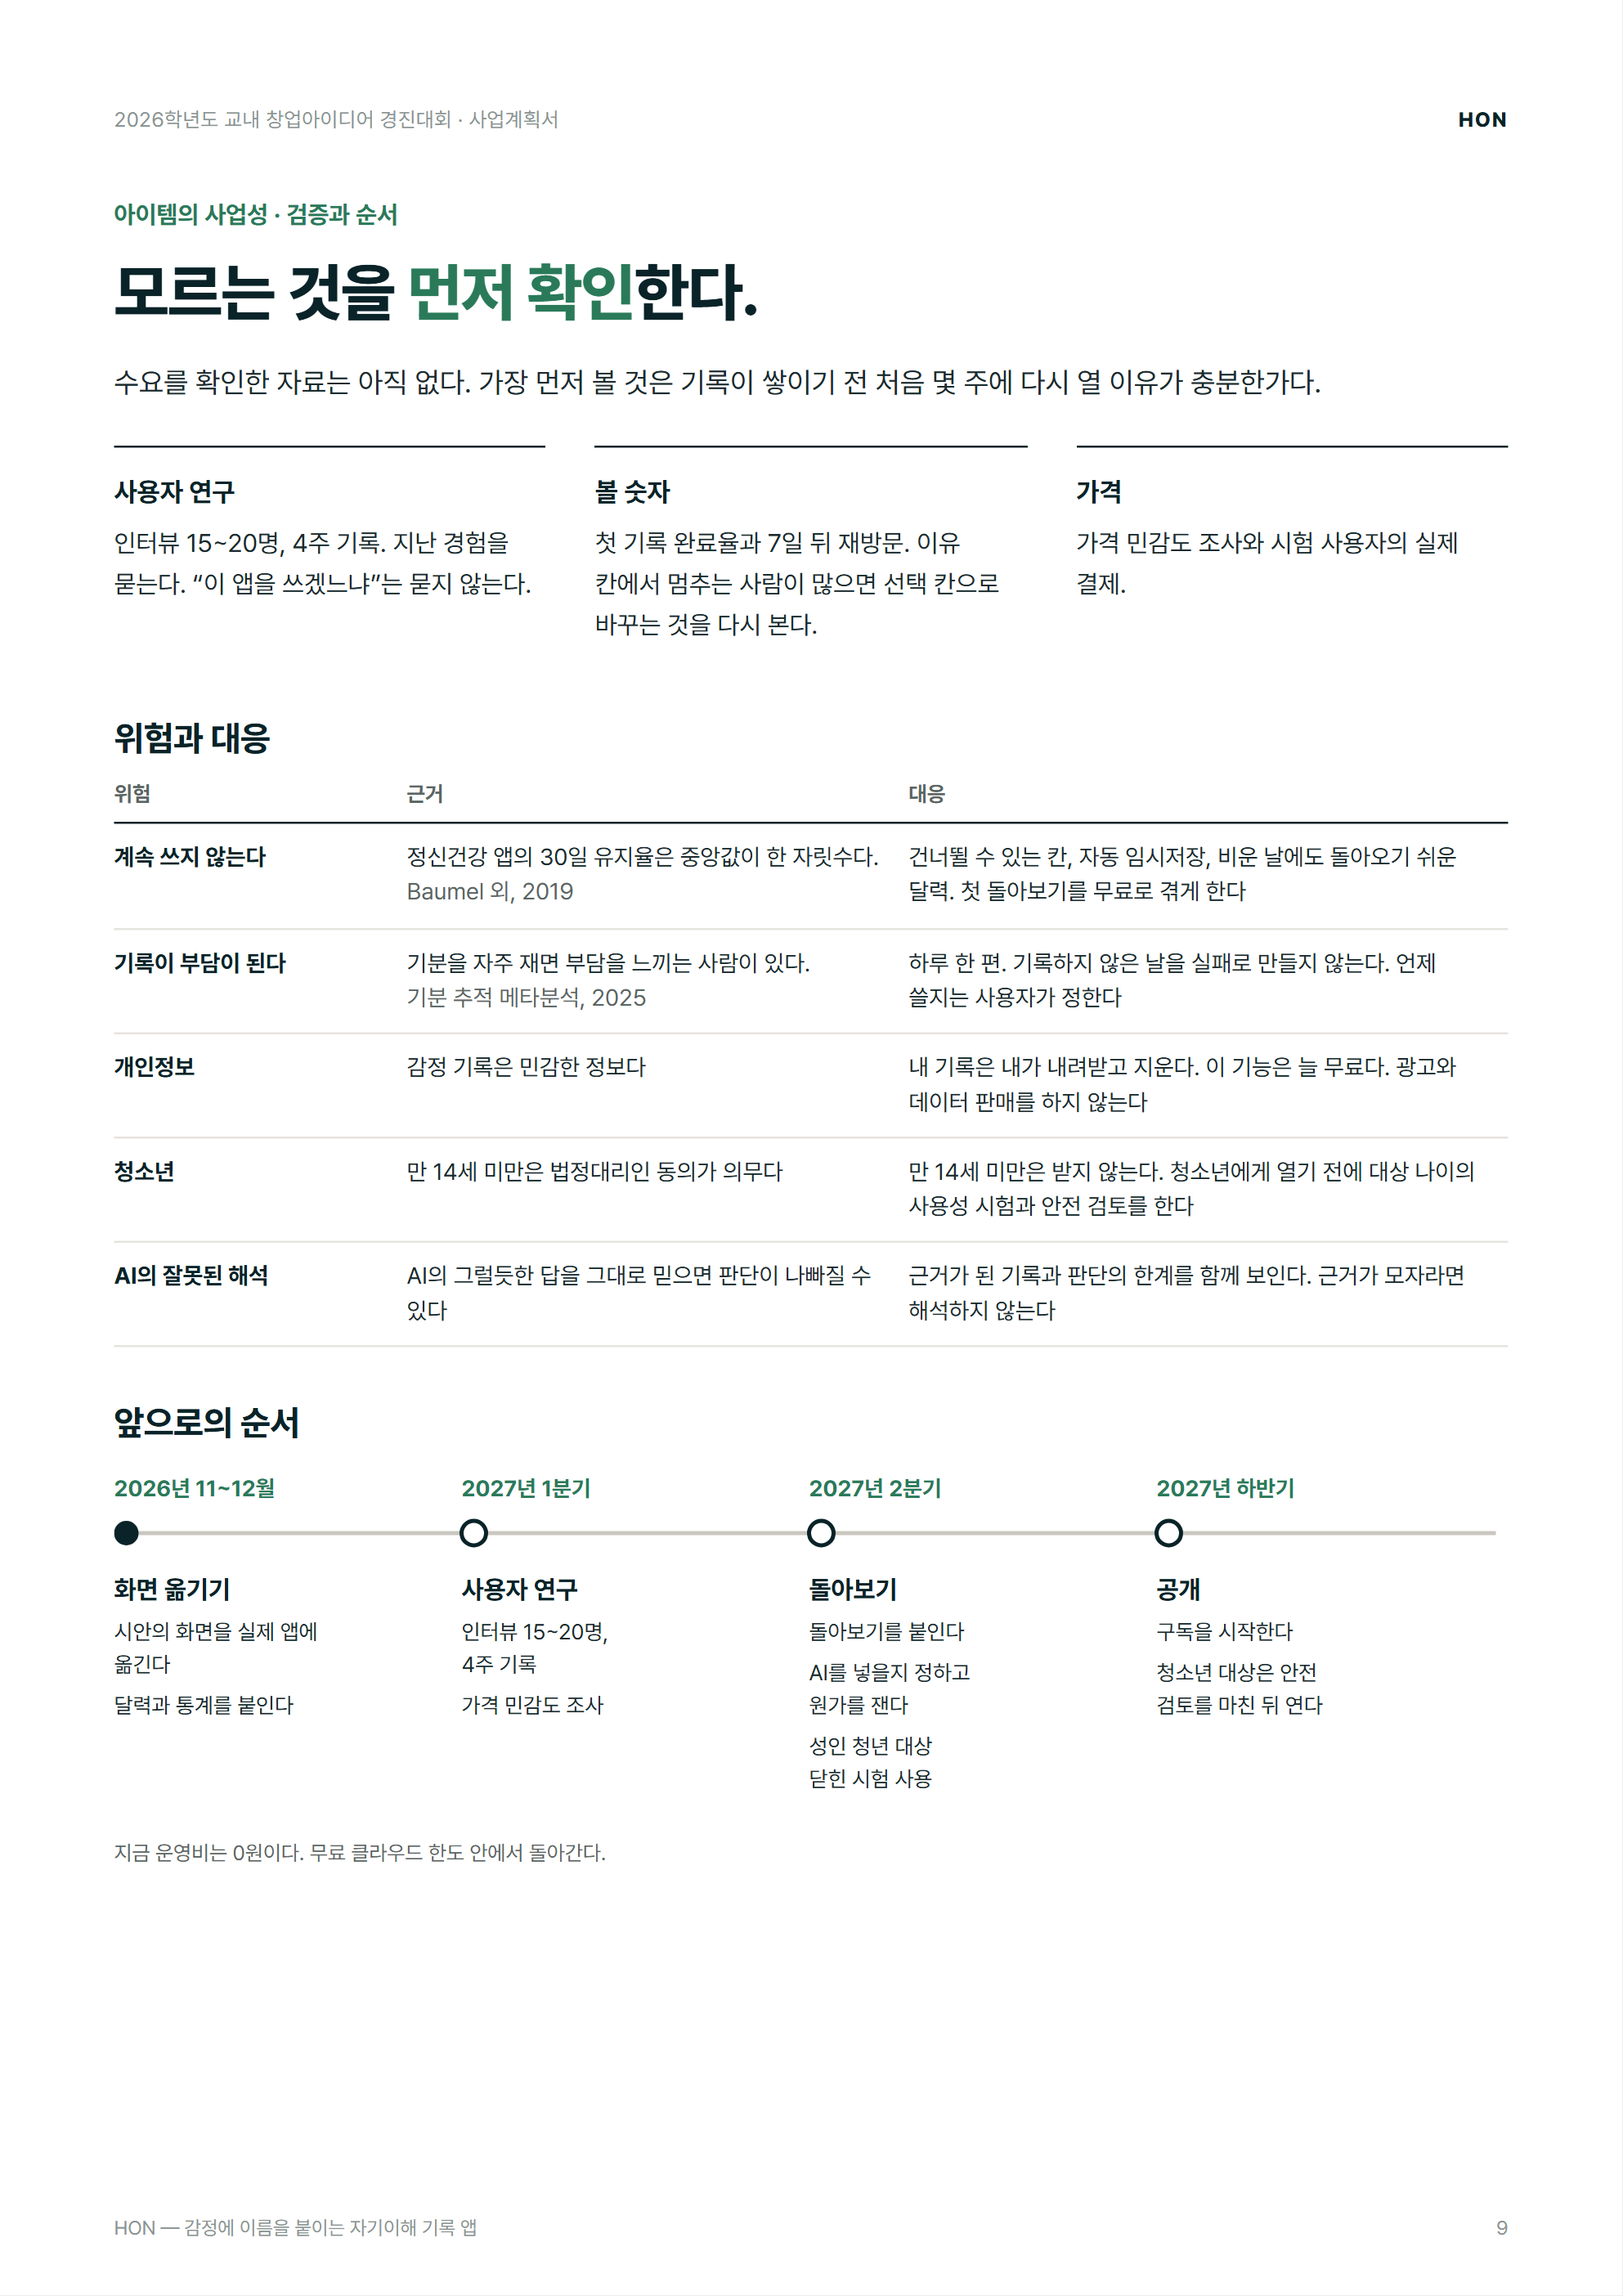 2026학년도 교내 창업아이디어 경진대회 · 사업계획서
HON
아이템의 사업성 · 검증과 순서
모르는 것을 먼저 확인한다.
수요를 확인한 자료는 아직 없다. 가장 먼저 볼 것은 기록이 쌓이기 전 처음 몇 주에 다시 열 이유가 충분한가다.
사용자 연구
인터뷰 15~20명, 4주 기록. 지난 경험을
묻는다. “이 앱을 쓰겠느냐”는 묻지 않는다.
볼 숫자
첫 기록 완료율과 7일 뒤 재방문. 이유
칸에서 멈추는 사람이 많으면 선택 칸으로
바꾸는 것을 다시 본다.
가격
가격 민감도 조사와 시험 사용자의 실제
결제.
위험과 대응
위험
근거
대응
계속 쓰지 않는다
정신건강 앱의 30일 유지율은 중앙값이 한 자릿수다.
Baumel 외, 2019
건너뛸 수 있는 칸, 자동 임시저장, 비운 날에도 돌아오기 쉬운
달력. 첫 돌아보기를 무료로 겪게 한다
기록이 부담이 된다
기분을 자주 재면 부담을 느끼는 사람이 있다.
기분 추적 메타분석, 2025
하루 한 편. 기록하지 않은 날을 실패로 만들지 않는다. 언제
쓸지는 사용자가 정한다
개인정보
감정 기록은 민감한 정보다
내 기록은 내가 내려받고 지운다. 이 기능은 늘 무료다. 광고와
데이터 판매를 하지 않는다
청소년
만 14세 미만은 법정대리인 동의가 의무다
만 14세 미만은 받지 않는다. 청소년에게 열기 전에 대상 나이의
사용성 시험과 안전 검토를 한다
AI의 잘못된 해석
AI의 그럴듯한 답을 그대로 믿으면 판단이 나빠질 수
있다
근거가 된 기록과 판단의 한계를 함께 보인다. 근거가 모자라면
해석하지 않는다
앞으로의 순서
2026년 11~12월
화면 옮기기
시안의 화면을 실제 앱에
옮긴다
달력과 통계를 붙인다
2027년 1분기
사용자 연구
인터뷰 15~20명,
4주 기록
가격 민감도 조사
2027년 2분기
돌아보기
돌아보기를 붙인다
AI를 넣을지 정하고
원가를 잰다
성인 청년 대상
닫힌 시험 사용
2027년 하반기
공개
구독을 시작한다
청소년 대상은 안전
검토를 마친 뒤 연다
지금 운영비는 0원이다. 무료 클라우드 한도 안에서 돌아간다.
HON — 감정에 이름을 붙이는 자기이해 기록 앱
9